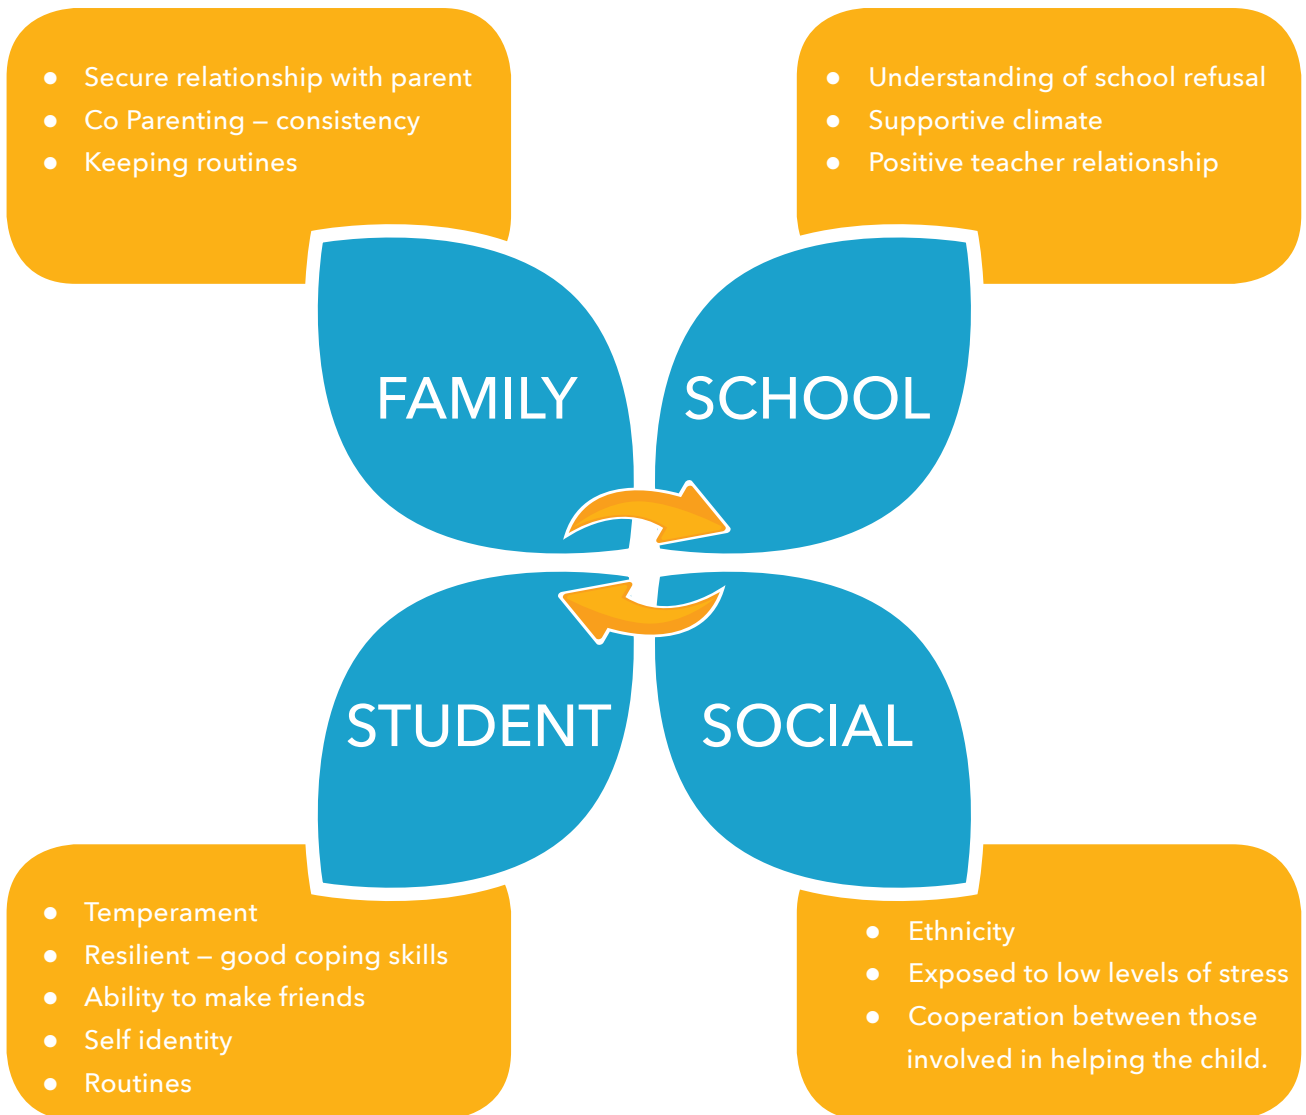 ● Secure relationship with parent
● Co Parenting – consistency
● Keeping routines
● Understanding of school refusal
● Supportive climate
● Positive teacher relationship
FAMILY
SCHOOL
STUDENT
SOCIAL
● Temperament
● Resilient – good coping skills
● Ability to make friends
● Self identity
● Routines
● Ethnicity
● Exposed to low levels of stress
● Cooperation between those
involved in helping the child.